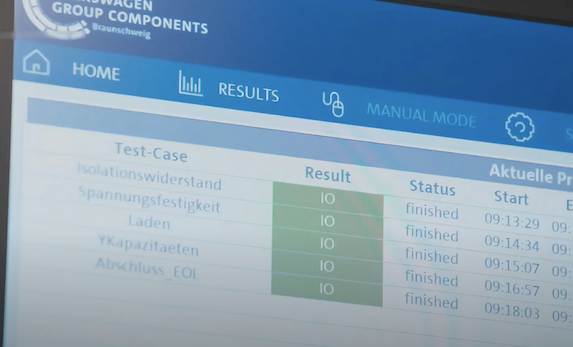 GROUP COMPONENTS
Braunschweig
HOME RESULTS MANUAL MODE
Test-Case Result Status Start
Isolationswiderstand IO finished 09:13:29
Spannungsfestigkeit IO finished 09:14:34
Laden IO finished 09:15:07
YKapazitaeten IO finished 09:16:57
Abschluss_EOL IO finished 09:18:03